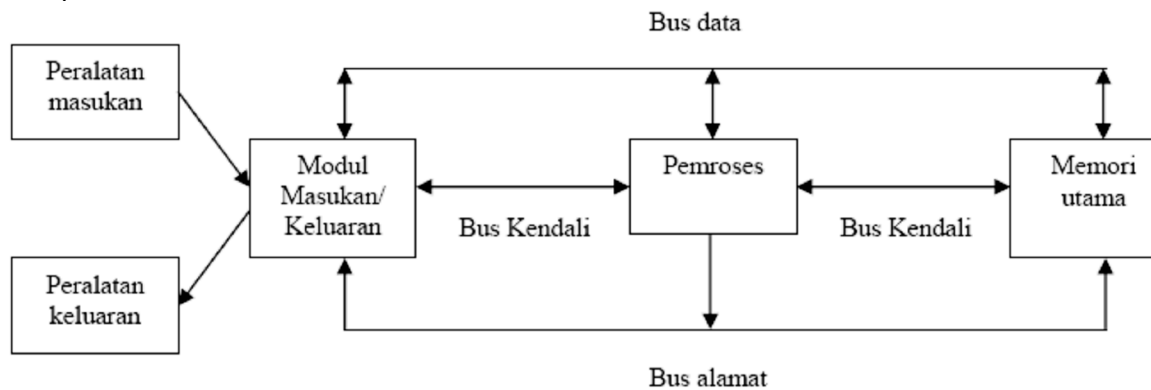 Bus data
Peralatan
masukan
Modul
Masukan/
Keluaran
Pemroses
Memori
utama
Bus Kendali
Bus Kendali
Peralatan
keluaran
Bus alamat